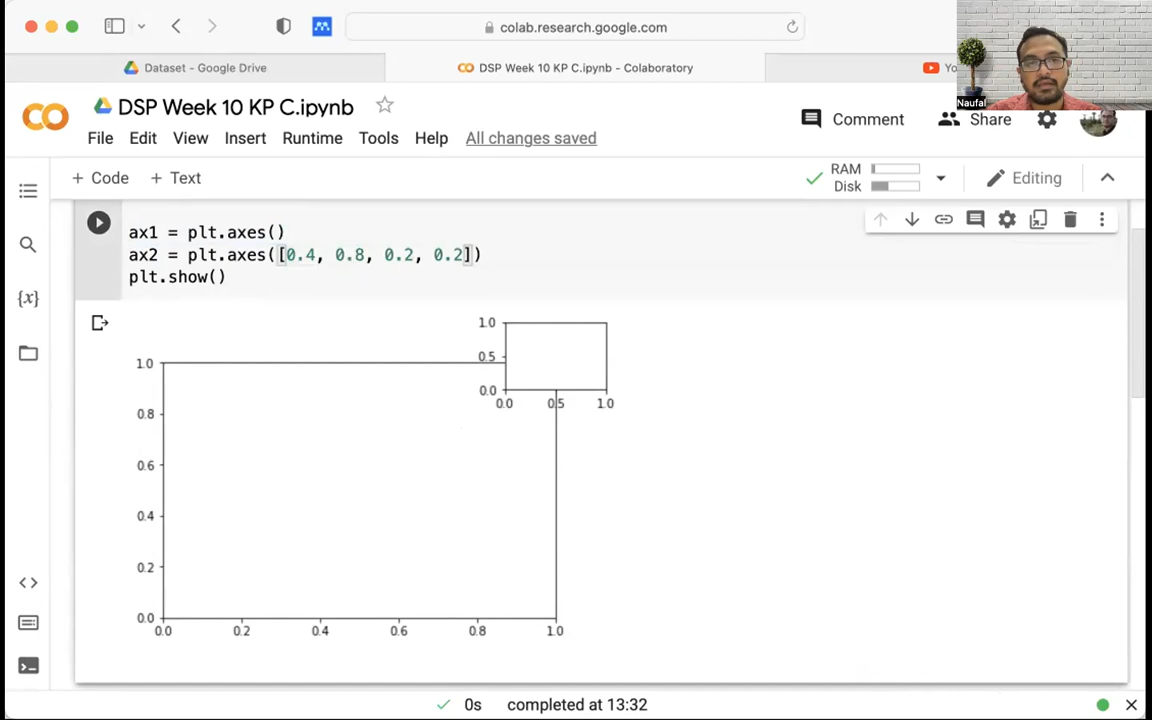 colab.research.google.com
Dataset - Google Drive
DSP Week 10 KP C.ipynb - Colaboratory
Yo
Naufal
DSP Week 10 KP C.ipynb
File Edit View Insert Runtime Tools Help All changes saved
Comment
Share
+ Code + Text
RAM
Disk
Editing
ax1 = plt.axes()
ax2 = plt.axes([0.4, 0.8, 0.2, 0.2])
plt.show()
{x}
1.0
0.5
0.0
0.0 0.5 1.0
1.0
0.8
0.6
0.4
0.2
0.0
0.0 0.2 0.4 0.6 0.8 1.0
0s completed at 13:32